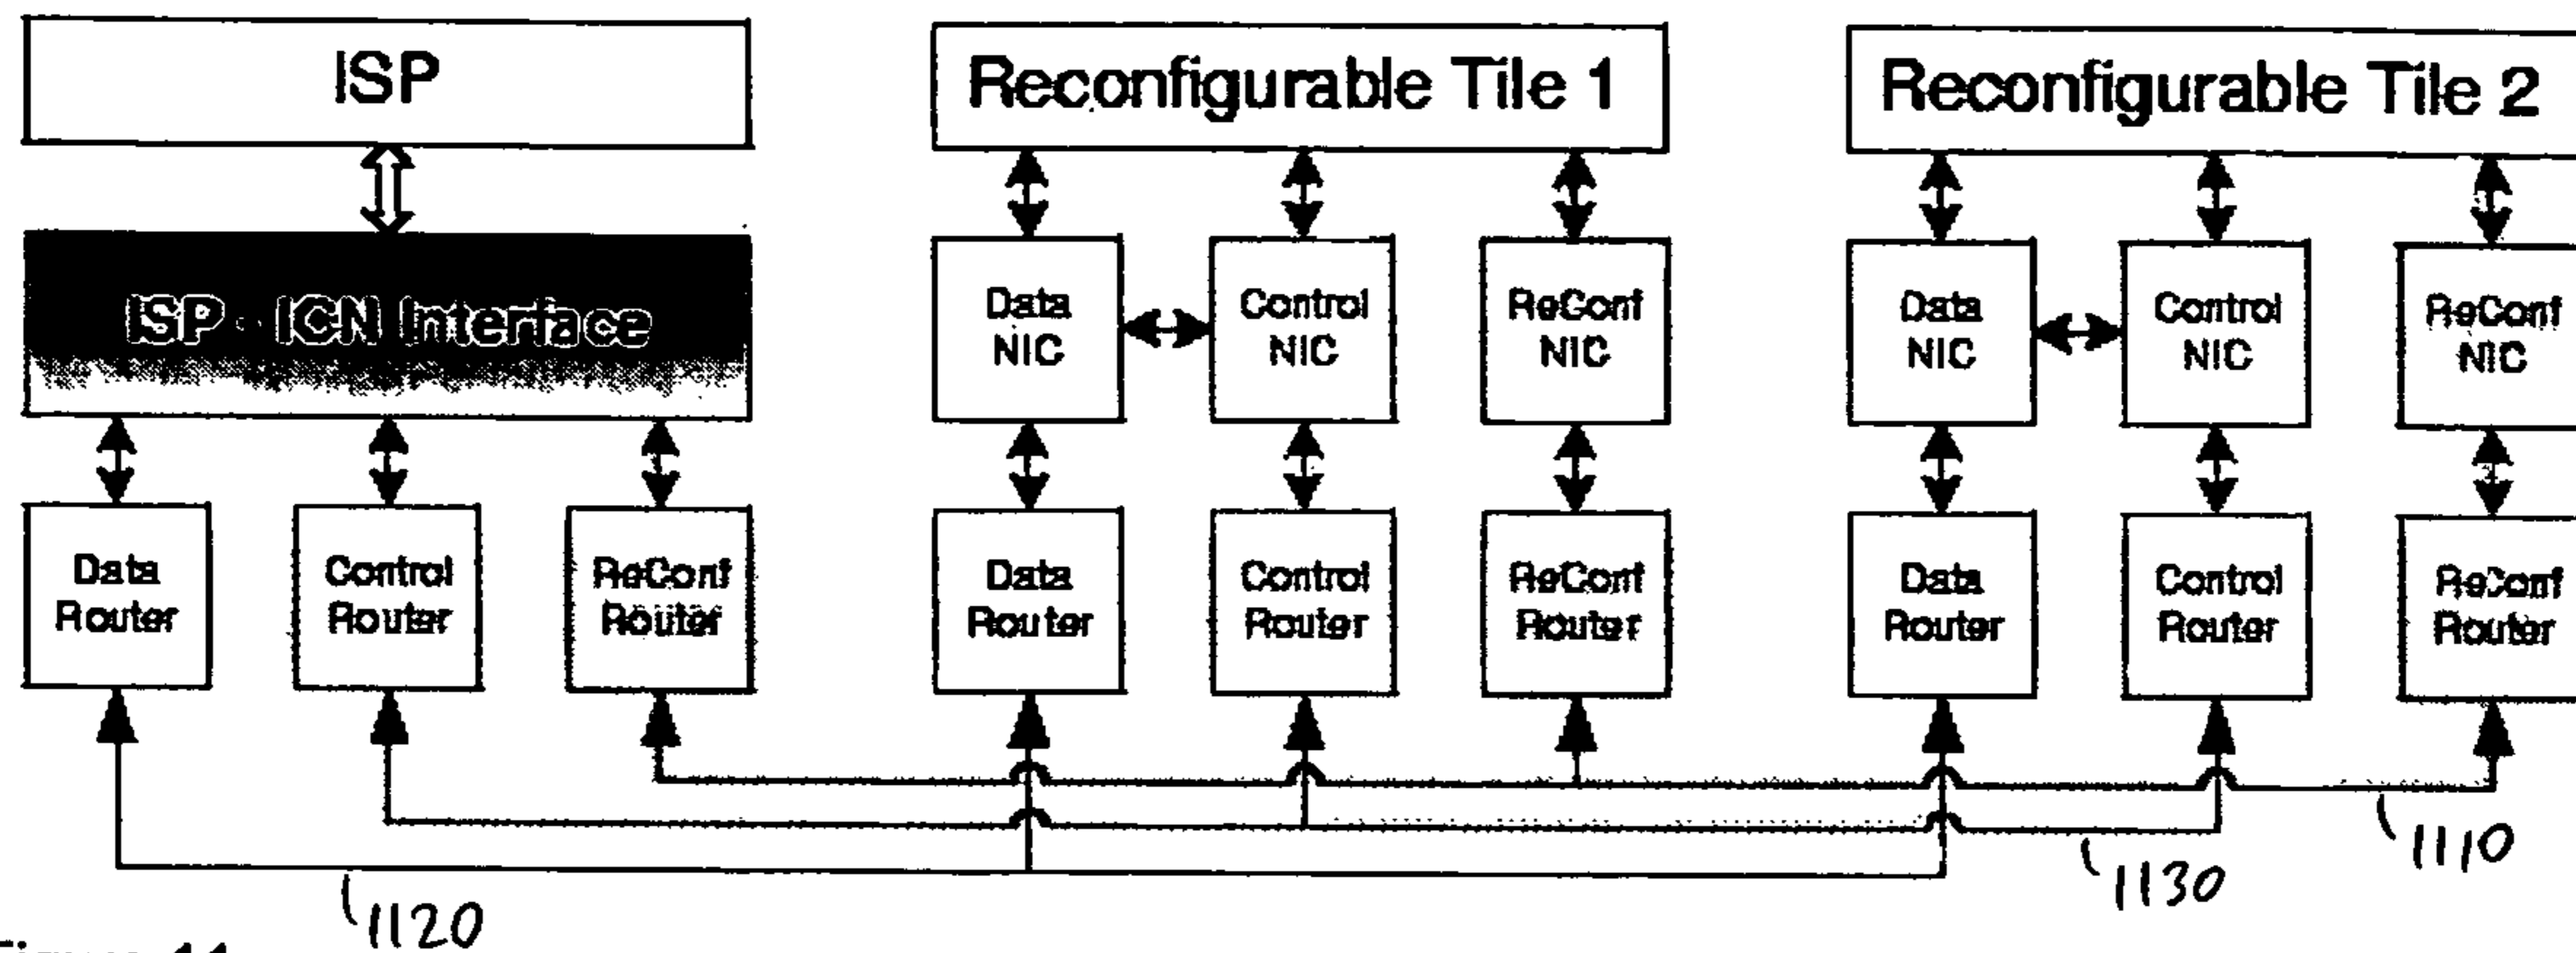 ISP
Reconfigurable Tile 1
Reconfigurable Tile 2
ISP - ICN Interface
Data
NIC
Control
NIC
ReConf
NIC
Data
NIC
Control
NIC
ReConf
NIC
Data
Router
Control
Router
ReConf
Router
Data
Router
Control
Router
ReConf
Router
Data
Router
Control
Router
ReConf
Router
1110
1130
1120